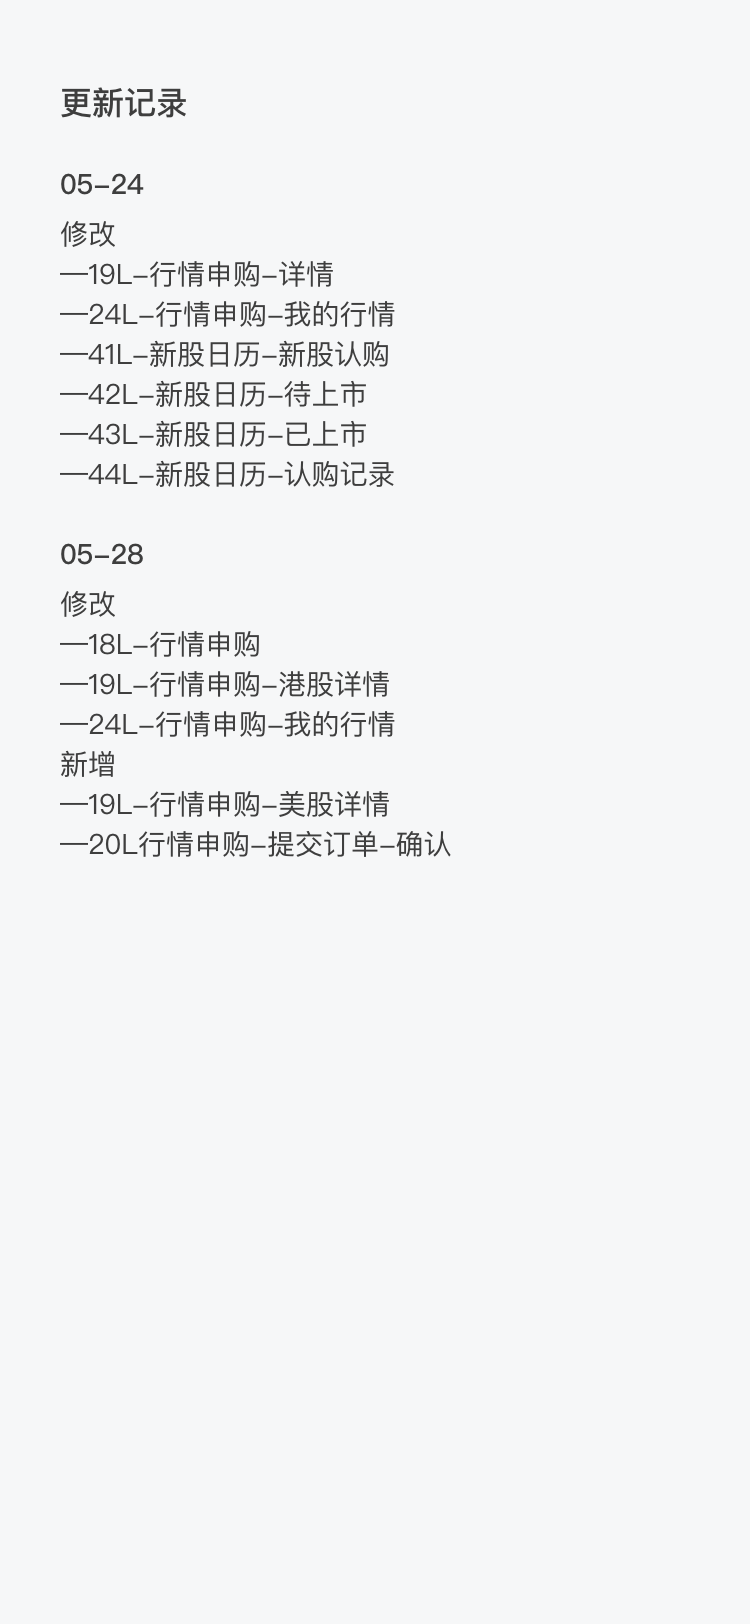 更新记录
05–24
修改
—19L–行情申购–详情
—24L–行情申购–我的行情
—41L–新股日历–新股认购
—42L–新股日历–待上市
—43L–新股日历–已上市
—44L–新股日历–认购记录
05–28
修改
—18L–行情申购
—19L–行情申购–港股详情
—24L–行情申购–我的行情
新增
—19L–行情申购–美股详情
—20L行情申购–提交订单–确认